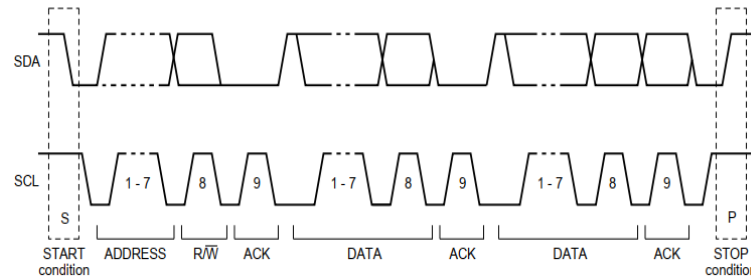 SDA
SCL
1 - 7
8
9
1 - 7
8
9
1 - 7
8
9
S
P
START
condition
ADDRESS
R/W̅
ACK
DATA
ACK
DATA
ACK
STOP
condition